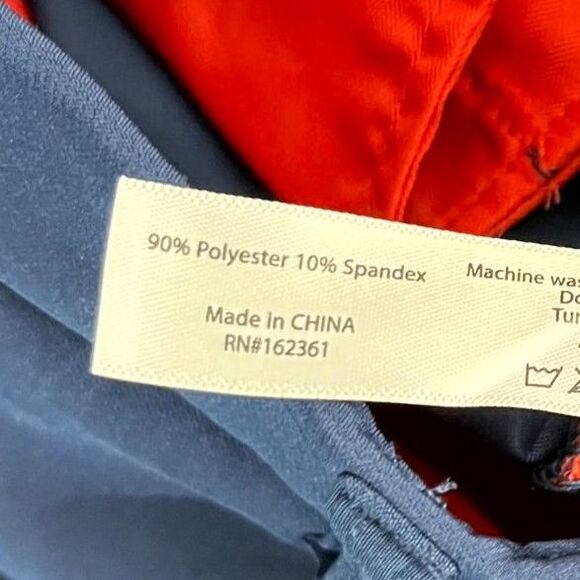 90% Polyester 10% Spandex
Made in CHINA
RN#162361
Machine